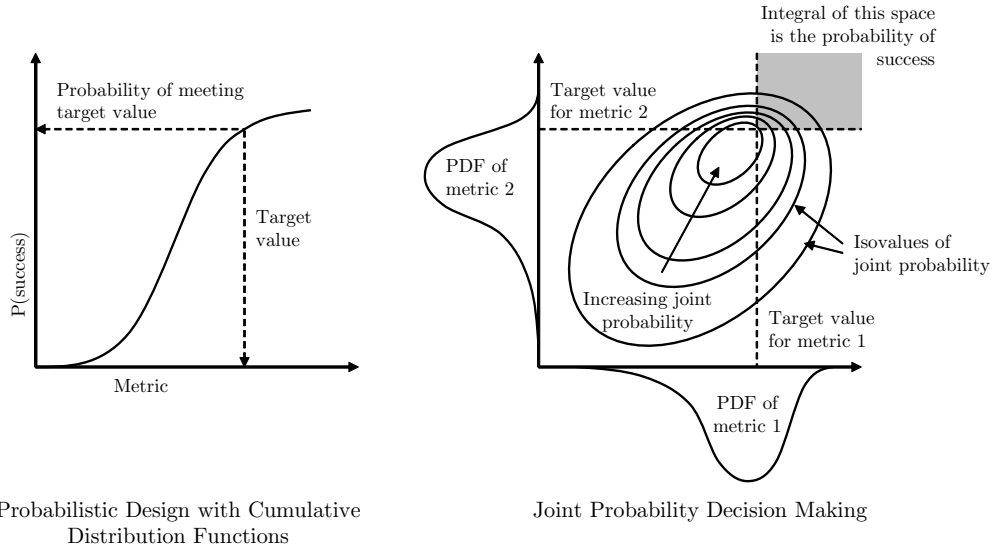 Probability of meeting
target value
Target
value
P(success)
Metric
Probabilistic Design with Cumulative
Distribution Functions
Integral of this space
is the probability of
success
Target value
for metric 2
PDF of
metric 2
Increasing joint
probability
Isovalues of
joint probability
Target value
for metric 1
PDF of
metric 1
Joint Probability Decision Making